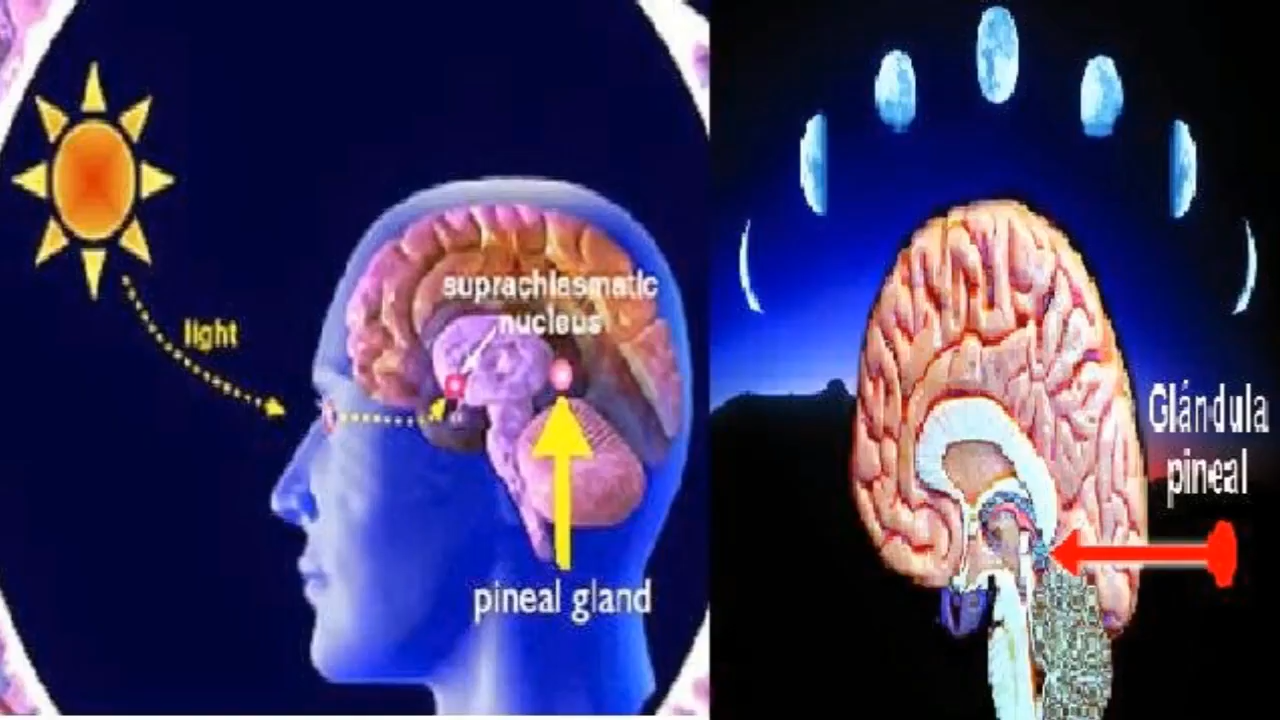 suprachiasmatic
nucleus
light
pineal gland
Glándula
pineal